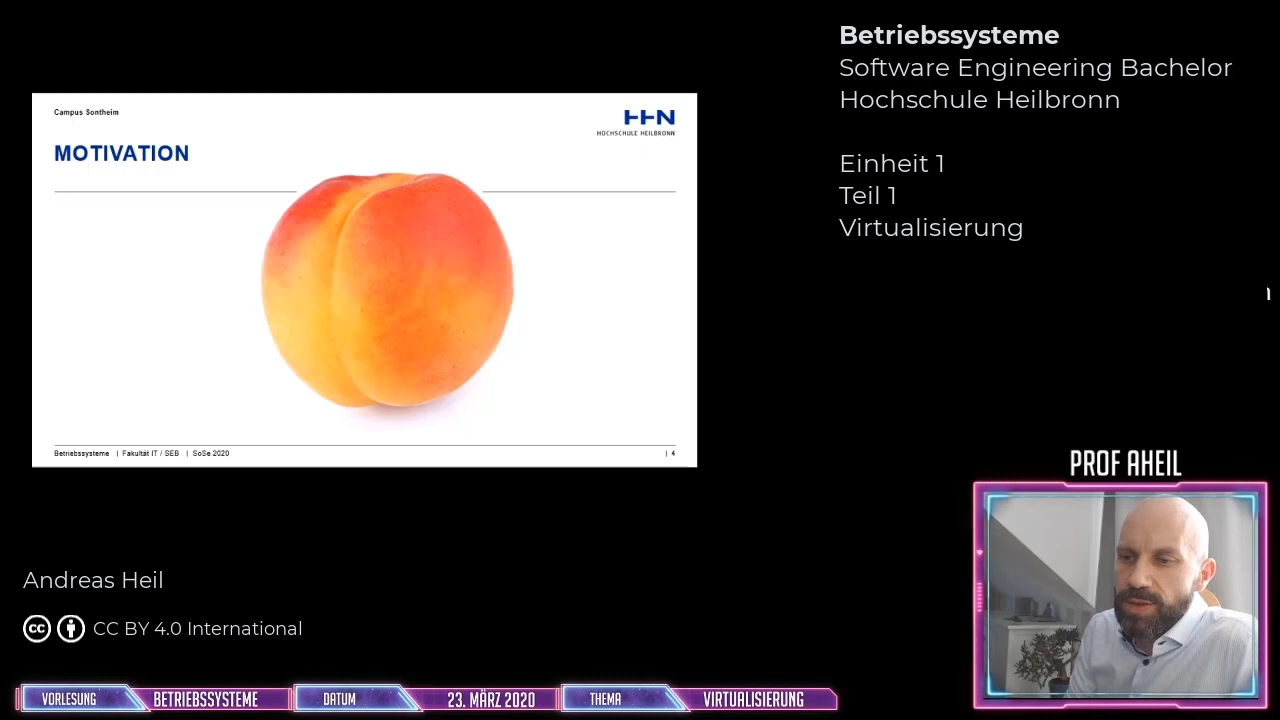 Betriebssysteme
Software Engineering Bachelor
Hochschule Heilbronn
Einheit 1
Teil 1
Virtualisierung
Campus Sontheim
HHN
HOCHSCHULE HEILBRONN
MOTIVATION
Betriebssysteme | Fakultät IT / SEB | SoSe 2020 | 4
PROF AHEIL
Andreas Heil
CC BY 4.0 International
VORLESUNG BETRIEBSSYSTEME DATUM 23. MÄRZ 2020 THEMA VIRTUALISIERUNG